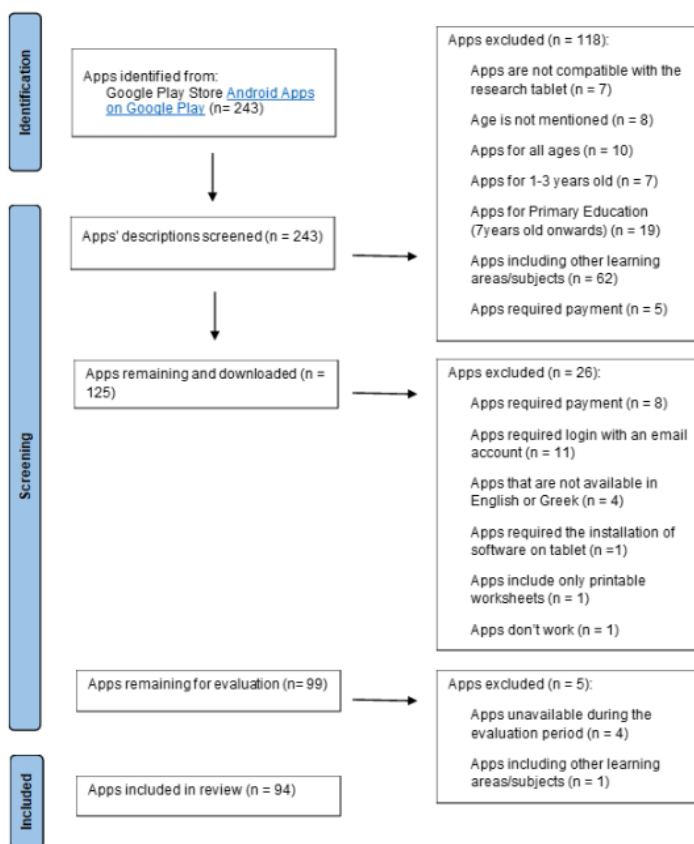 Identification
Apps identified from:
Google Play Store Android Apps
on Google Play (n= 243)
Apps excluded (n = 118):
Apps are not compatible with the
research tablet (n = 7)
Age is not mentioned (n = 8)
Apps for all ages (n = 10)
Apps for 1-3 years old (n = 7)
Apps for Primary Education
(7years old onwards) (n = 19)
Apps including other learning
areas/subjects (n = 62)
Apps required payment (n = 5)
Screening
Apps' descriptions screened (n = 243)
Apps remaining and downloaded (n =
125)
Apps excluded (n = 26):
Apps required payment (n = 8)
Apps required login with an email
account (n = 11)
Apps that are not available in
English or Greek (n = 4)
Apps required the installation of
software on tablet (n =1)
Apps include only printable
worksheets (n = 1)
Apps don't work (n = 1)
Apps remaining for evaluation (n= 99)
Apps excluded (n = 5):
Apps unavailable during the
evaluation period (n = 4)
Apps including other learning
areas/subjects (n = 1)
Included
Apps included in review (n = 94)